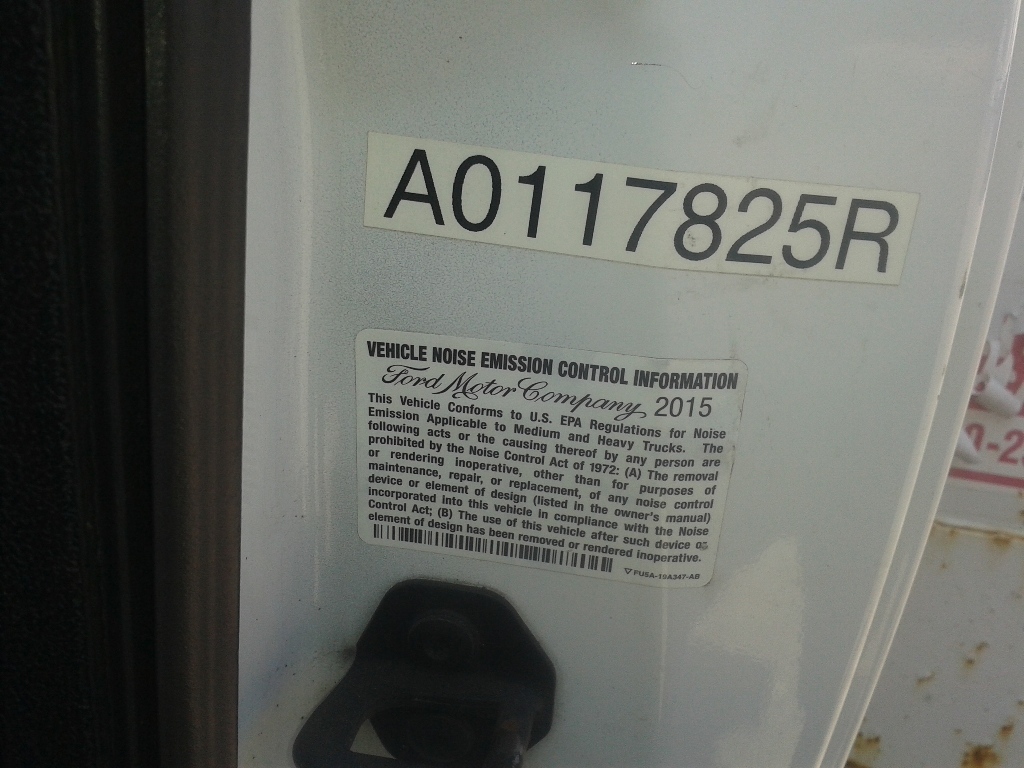 A0117825R
VEHICLE NOISE EMISSION CONTROL INFORMATION
Ford Motor Company 2015
This Vehicle Conforms to U.S. EPA Regulations for Noise
Emission Applicable to Medium and Heavy Trucks. The
following acts or the causing thereof by any person are
prohibited by the Noise Control Act of 1972: (A) The removal
or rendering inoperative, other than for purposes of
maintenance, repair, or replacement, of any noise control
device or element of design (listed in the owner's manual)
incorporated into this vehicle in compliance with the Noise
Control Act; (B) The use of this vehicle after such device or
element of design has been removed or rendered inoperative.
FU5A-19A347-AB